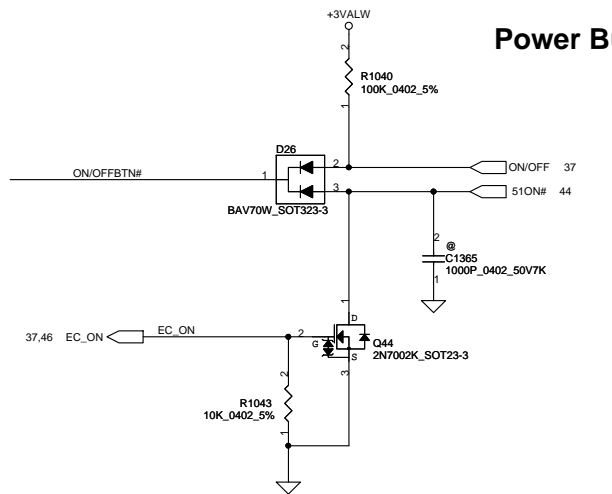 +3VALW
Power Bu
2
R1040
100K_0402_5%
1
D26
ON/OFFBTN#
1
2
ON/OFF 37
3
51ON# 44
BAV70W_SOT323-3
2
@
C1365
1000P_0402_50V7K
1
1
D
37,46 EC_ON
EC_ON
2
G
Q44
2N7002K_SOT23-3
S
3
2
R1043
10K_0402_5%
1